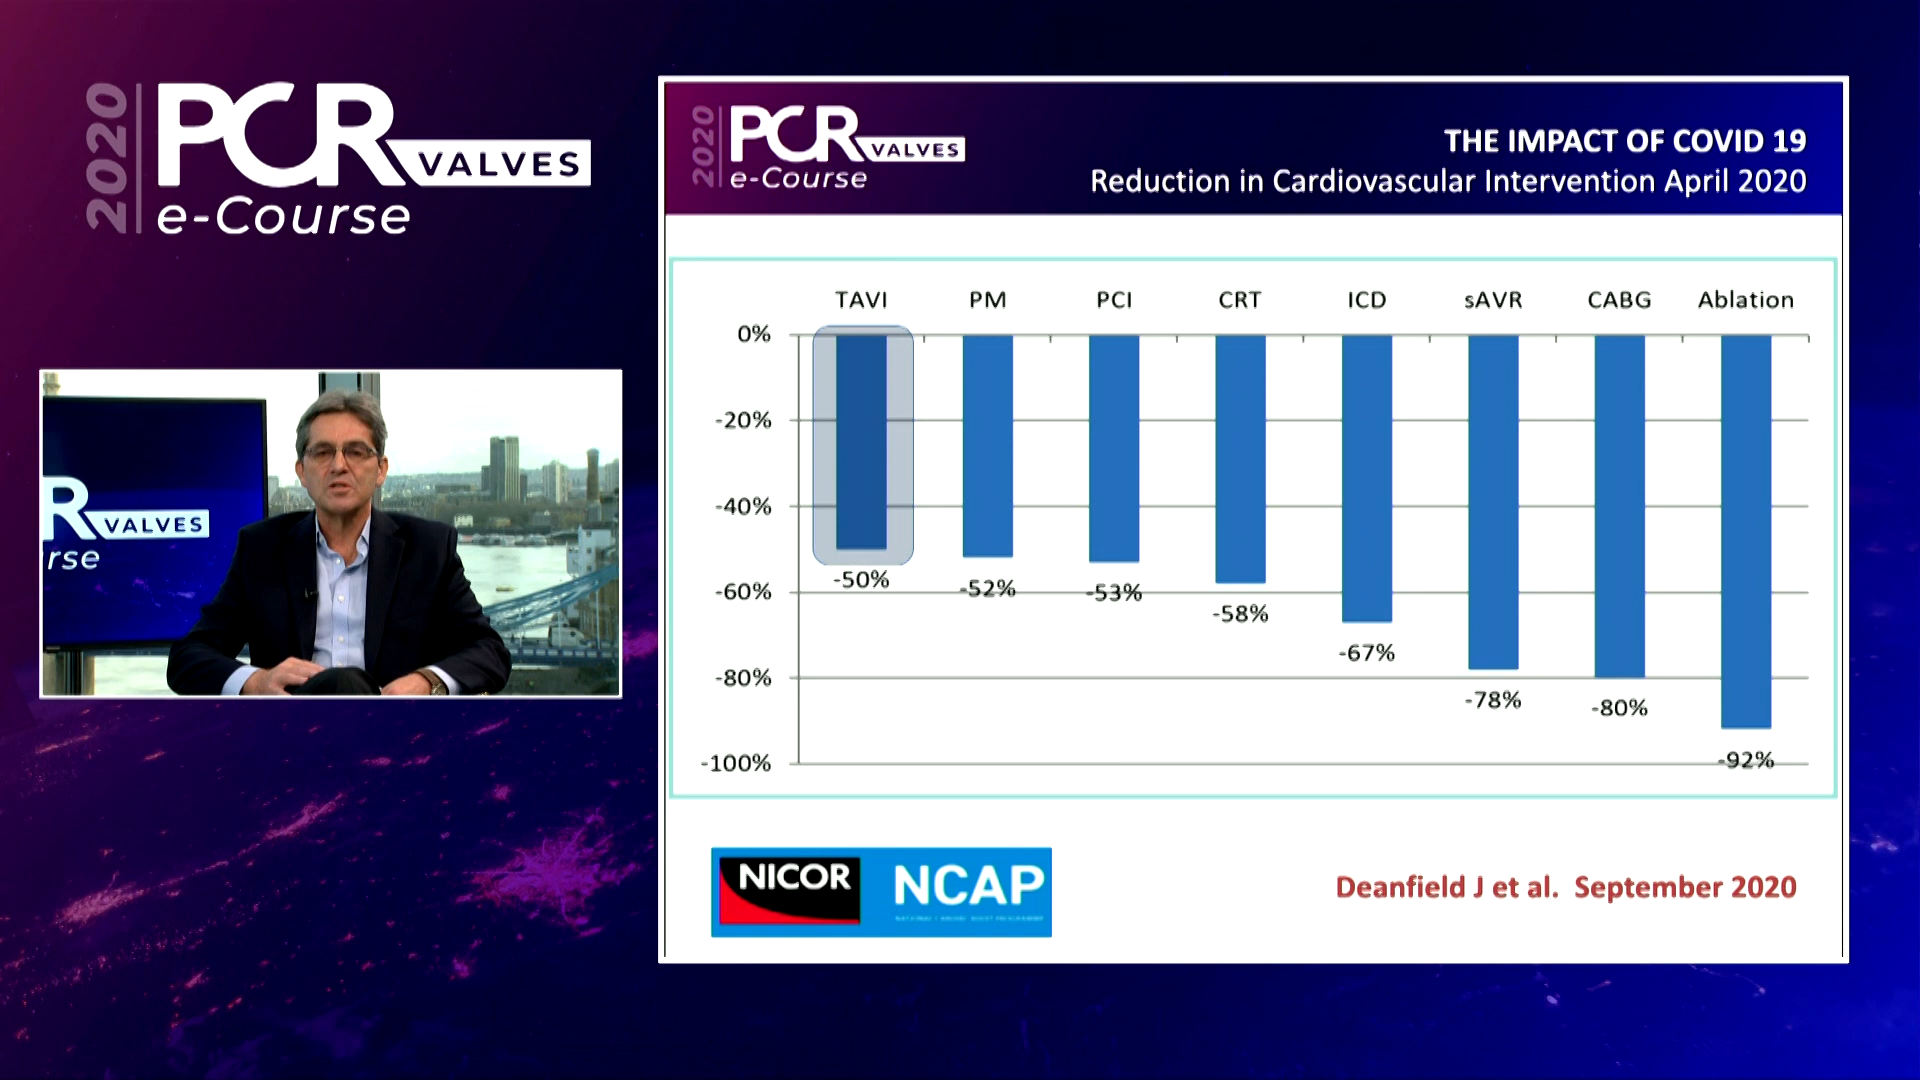 2020
PCR VALVES
e-Course
R VALVES
rse
2020
PCR VALVES
e-Course
THE IMPACT OF COVID 19
Reduction in Cardiovascular Intervention April 2020
TAVI PM PCI CRT ICD sAVR CABG Ablation
0%
-20%
-40%
-60%
-80%
-100%
-50% -52% -53% -58% -67% -78% -80% -92%
NICOR NCAP
Deanfield J et al. September 2020